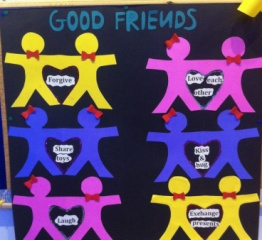 GOOD FRIENDS
Forgive
Love each
other
Share
toys
Kiss
&
hug
Laugh
Exchange
presents